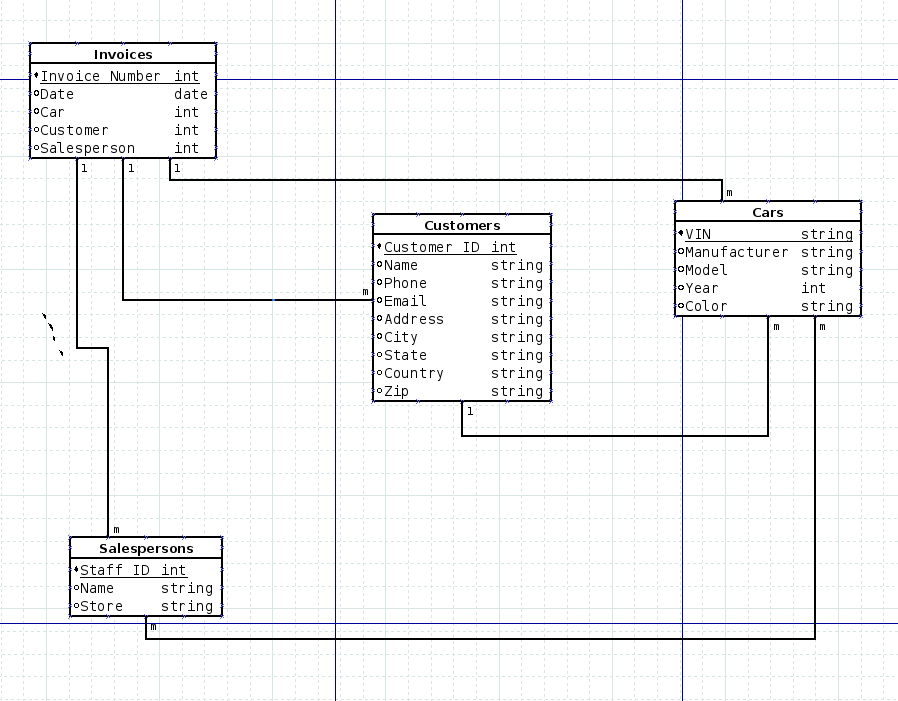 Invoices
Invoice Number int
Date date
Car int
Customer int
Salesperson int
1 1 1
m
Cars
VIN string
Manufacturer string
Model string
Year int
Color string
m m
Customers
Customer ID int
Name string
Phone string
m
Email string
Address string
City string
State string
Country string
Zip string
1
m
Salespersons
Staff ID int
Name string
Store string
m